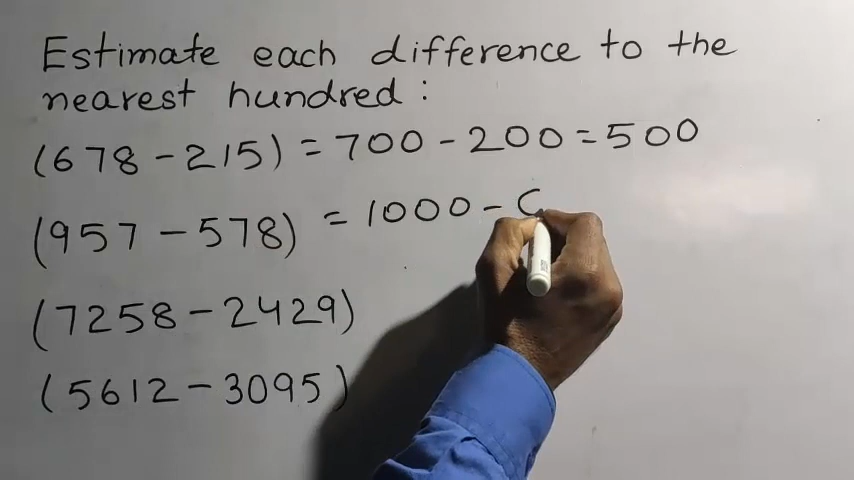 Estimate each difference to the
nearest hundred :
(678 - 215) = 700 - 200 = 500
(957 - 578) = 1000 -
(7258 - 2429)
(5612 - 3095)